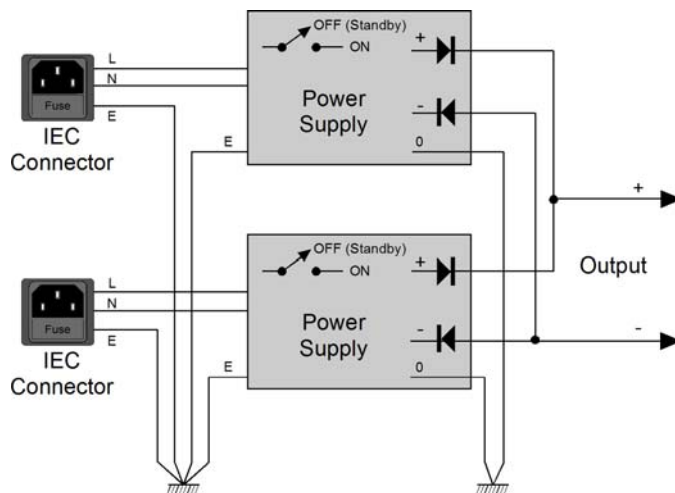 OFF (Standby)
ON
+
L
N
Fuse
E
IEC
Connector
Power
Supply
-
E
0
+
Output
-
OFF (Standby)
ON
+
L
N
Fuse
E
IEC
Connector
Power
Supply
-
E
0